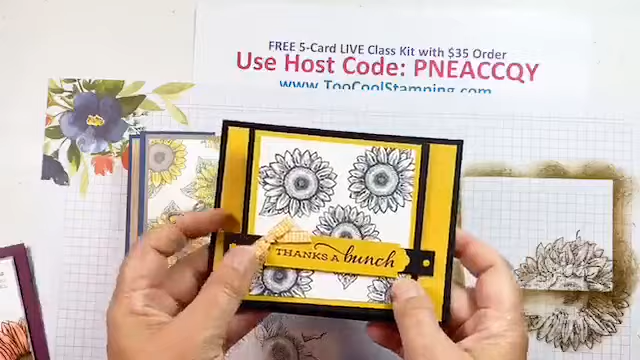 FREE 5-Card LIVE Class Kit with $35 Order
Use Host Code: PNEACCQY
www.TooCoolStamping.com
THANKS A bunch